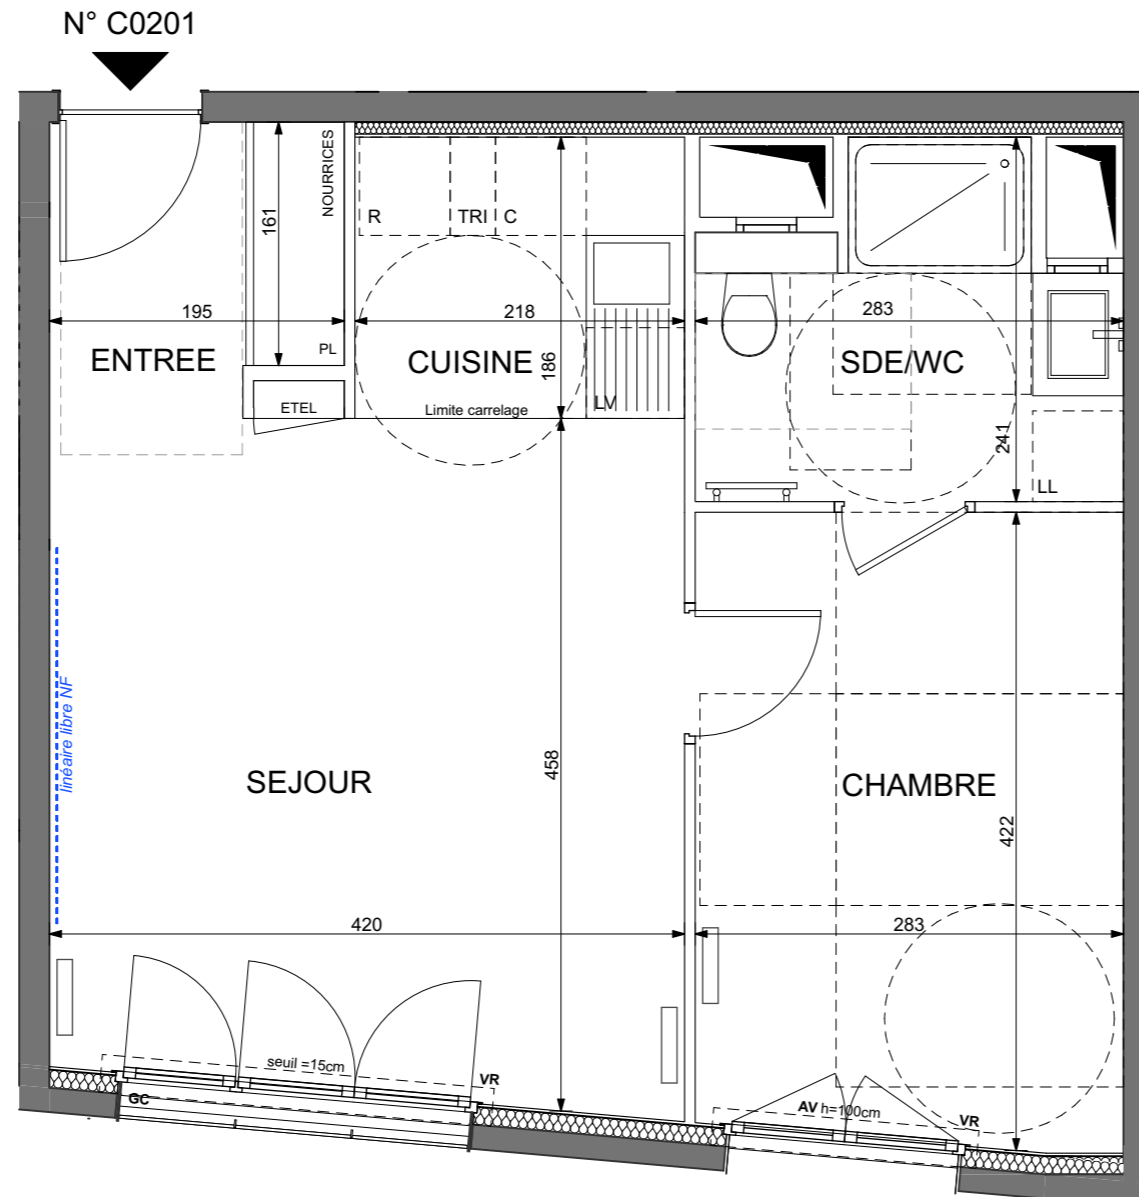 N° C0201
NOURRICES
161
R
TRI
C
195
218
283
ENTREE
PL
CUISINE
186
SDE/WC
ETEL
Limite carrelage
LV
241
LL
linéaire libre NF
SEJOUR
458
CHAMBRE
422
420
283
seuil =15cm
VR
GC
AV h=100cm
VR